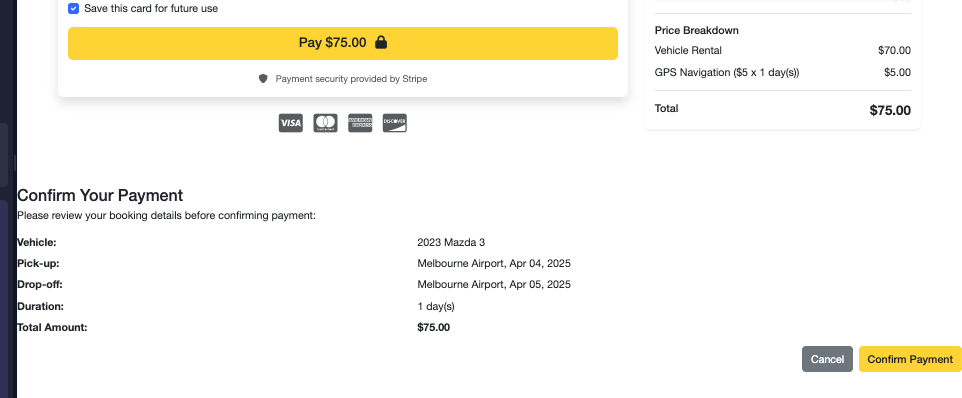 Save this card for future use
Pay $75.00
Payment security provided by Stripe
VISA DISCOVER
Price Breakdown
Vehicle Rental $70.00
GPS Navigation ($5 x 1 day(s)) $5.00
Total $75.00
Confirm Your Payment
Please review your booking details before confirming payment:
Vehicle: 2023 Mazda 3
Pick-up: Melbourne Airport, Apr 04, 2025
Drop-off: Melbourne Airport, Apr 05, 2025
Duration: 1 day(s)
Total Amount: $75.00
Cancel Confirm Payment